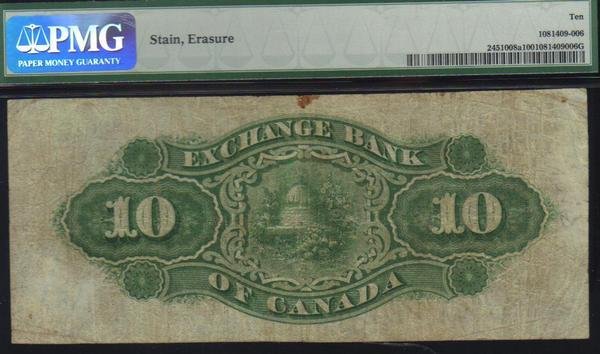 PMG
PAPER MONEY GUARANTY
Stain, Erasure
Ten
1081409-006
2451008a1001081409006G
EXCHANGE BANK
10 10
OF CANADA